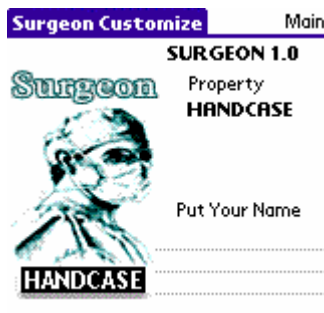 Surgeon Customize Main
SURGEON 1.0
Surgeon
Property
HANDCASE
Put Your Name
HANDCASE